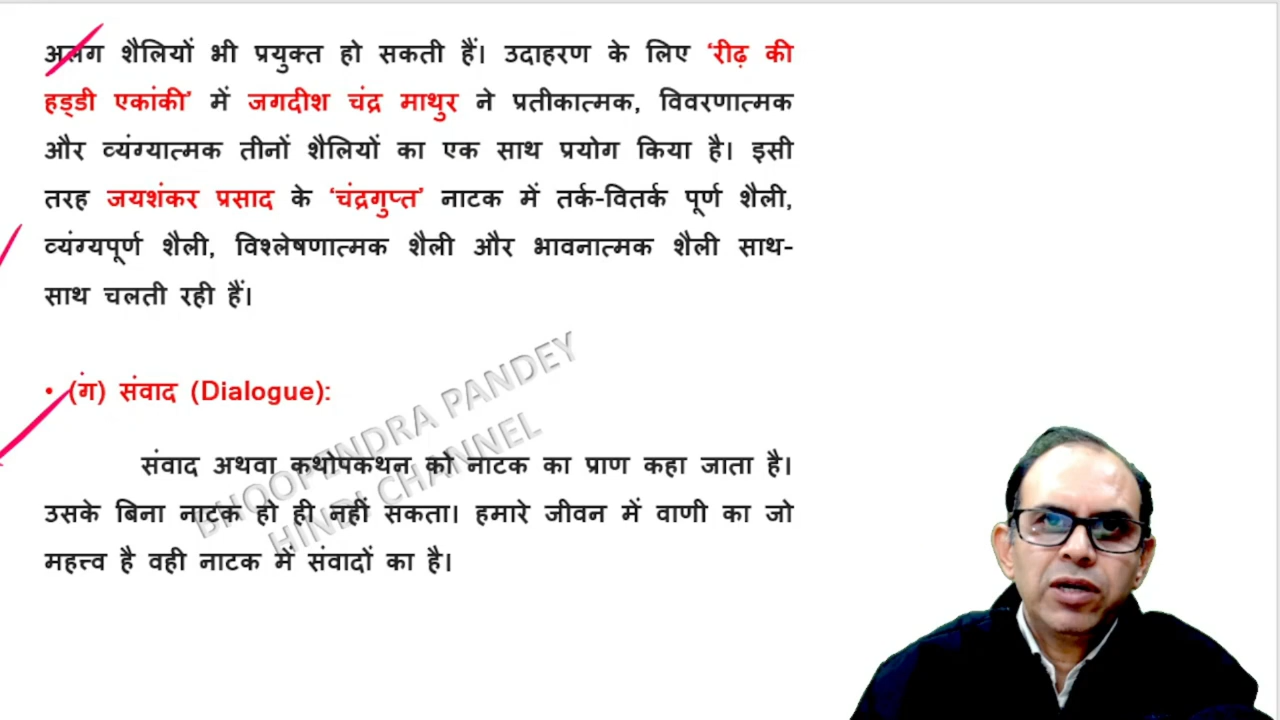 अलग शैलियों भी प्रयुक्त हो सकती हैं। उदाहरण के लिए ‘रीढ़ की
हड्डी एकांकी’ में जगदीश चंद्र माथुर ने प्रतीकात्मक, विवरणात्मक
और व्यंग्यात्मक तीनों शैलियों का एक साथ प्रयोग किया है। इसी
तरह जयशंकर प्रसाद के ‘चंद्रगुप्त’ नाटक में तर्क-वितर्क पूर्ण शैली,
व्यंग्यपूर्ण शैली, विश्लेषणात्मक शैली और भावनात्मक शैली साथ-
साथ चलती रही हैं।
• (ग) संवाद (Dialogue):
संवाद अथवा कथोपकथन को नाटक का प्राण कहा जाता है।
उसके बिना नाटक हो ही नहीं सकता। हमारे जीवन में वाणी का जो
महत्त्व है वही नाटक में संवादों का है।
BHOOPENDRA PANDEY
HINDI CHANNEL